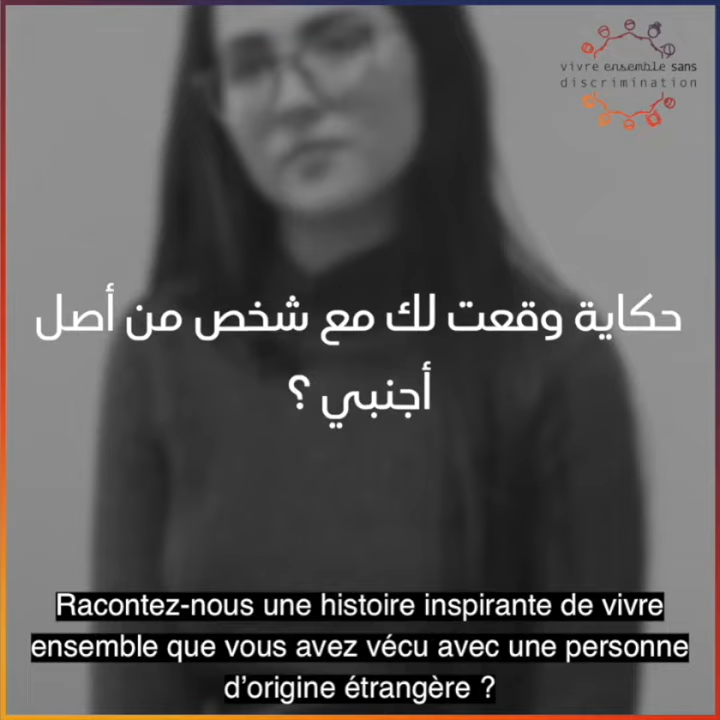 vivre ensemble sans
discrimination
حكاية وقعت لك مع شخص من أصل
أجنبي ؟
Racontez-nous une histoire inspirante de vivre
ensemble que vous avez vécu avec une personne
d’origine étrangère ?